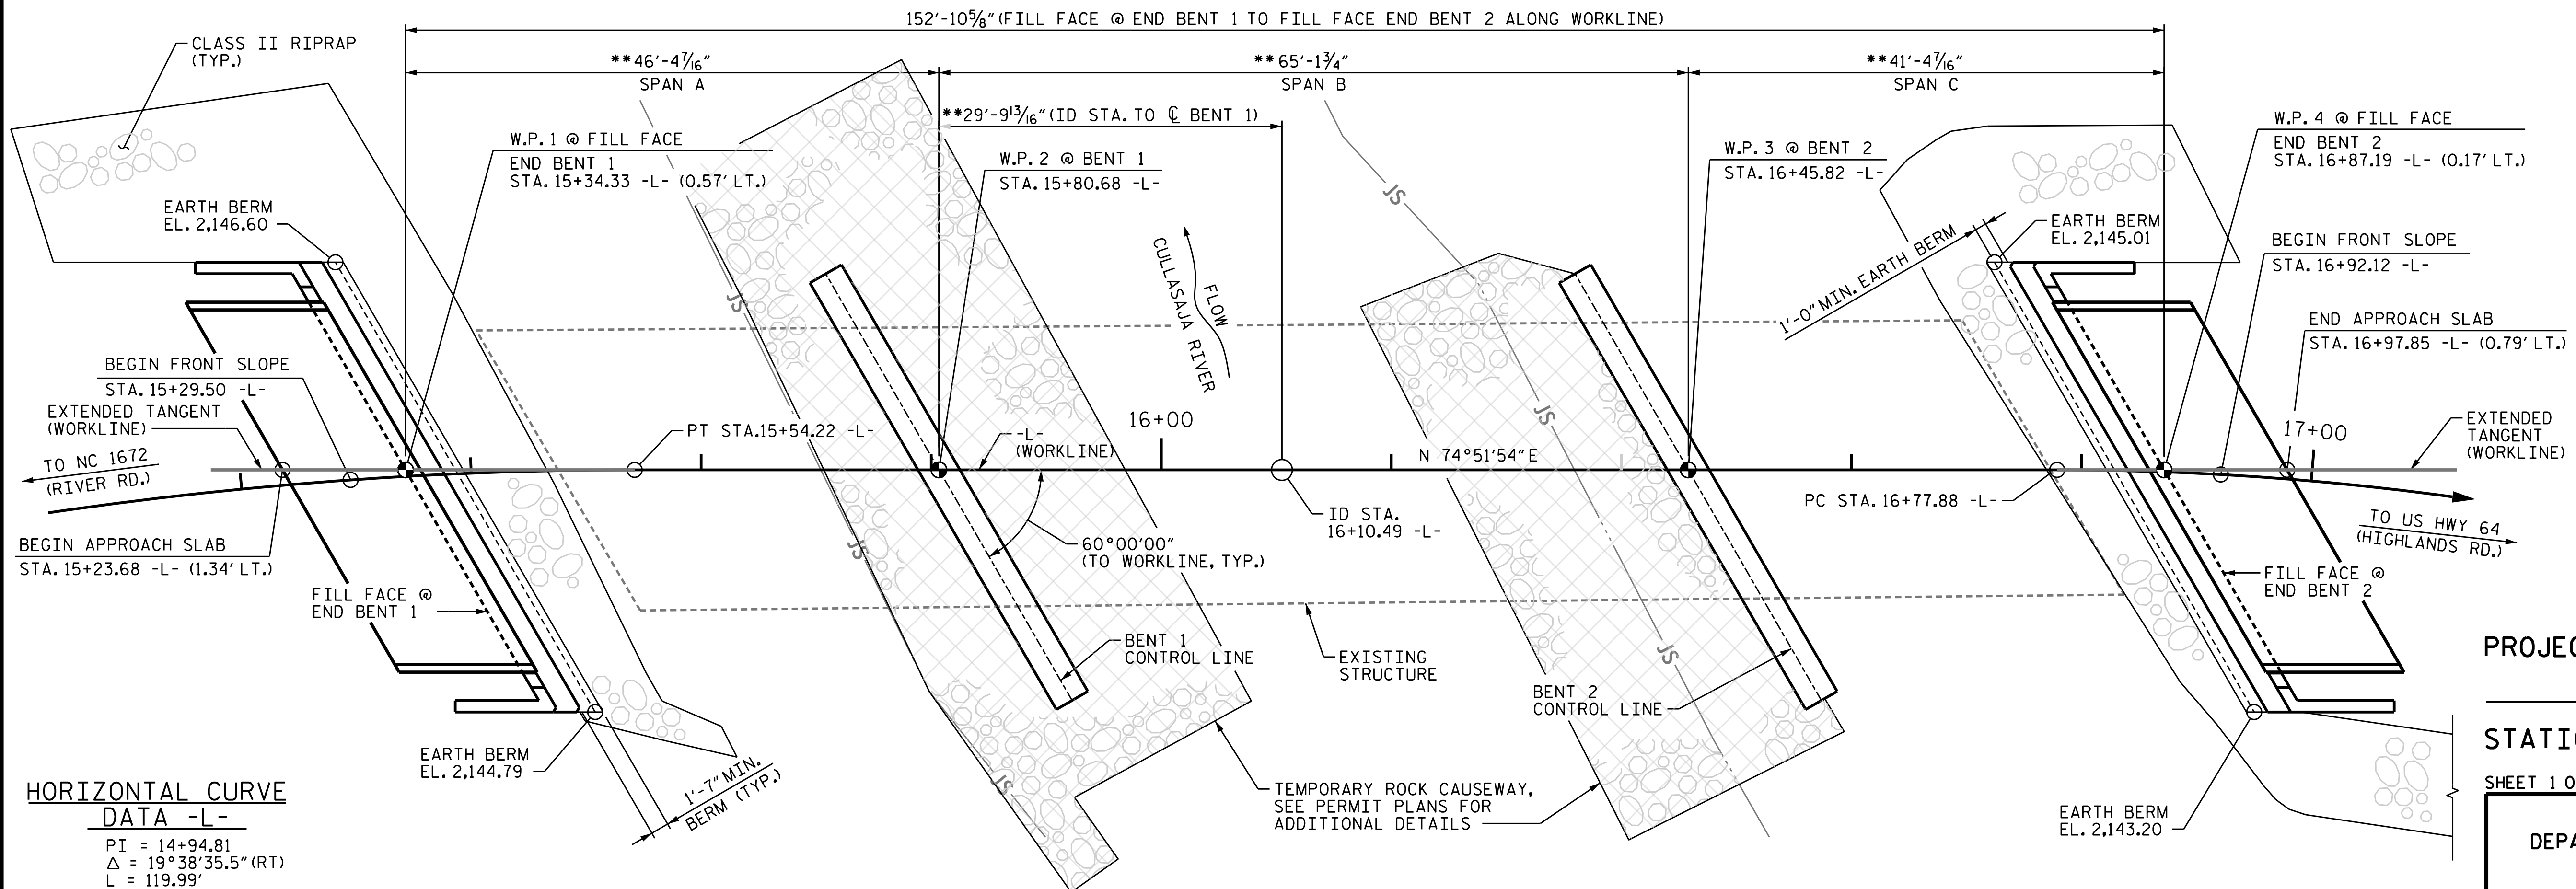 152'-10⅝" (FILL FACE @ END BENT 1 TO FILL FACE END BENT 2 ALONG WORKLINE)
CLASS II RIPRAP
(TYP.)
**46'-4⁷⁄₁₆"
SPAN A
**65'-1¾"
SPAN B
**41'-4⁷⁄₁₆"
SPAN C
**29'-9¹³⁄₁₆" (ID STA. TO ℄ BENT 1)
W.P. 1 @ FILL FACE
END BENT 1
STA. 15+34.33 -L- (0.57' LT.)
W.P. 2 @ BENT 1
STA. 15+80.68 -L-
W.P. 3 @ BENT 2
STA. 16+45.82 -L-
W.P. 4 @ FILL FACE
END BENT 2
STA. 16+87.19 -L- (0.17' LT.)
EARTH BERM
EL. 2,146.60
JS
JS
1'-0" MIN. EARTH BERM
EARTH BERM
EL. 2,145.01
BEGIN FRONT SLOPE
STA. 16+92.12 -L-
FLOW
CULLASAJA RIVER
END APPROACH SLAB
STA. 16+97.85 -L- (0.79' LT.)
BEGIN FRONT SLOPE
STA. 15+29.50 -L-
EXTENDED TANGENT
(WORKLINE)
TO NC 1672
(RIVER RD.)
PT STA. 15+54.22 -L-
-L-
(WORKLINE)
16+00
JS
N 74°51'54" E
17+00
EXTENDED
TANGENT
(WORKLINE)
PC STA. 16+77.88 -L-
ID STA.
16+10.49 -L-
TO US HWY 64
(HIGHLANDS RD.)
BEGIN APPROACH SLAB
STA. 15+23.68 -L- (1.34' LT.)
JS
60°00'00"
(TO WORKLINE, TYP.)
FILL FACE @
END BENT 1
FILL FACE @
END BENT 2
BENT 1
CONTROL LINE
EXISTING
STRUCTURE
JS
BENT 2
CONTROL LINE
PROJEC
STATIO
SHEET 1 O
DEPA
EARTH BERM
EL. 2,144.79
1'-7" MIN.
BERM (TYP.)
JS
TEMPORARY ROCK CAUSEWAY,
SEE PERMIT PLANS FOR
ADDITIONAL DETAILS
EARTH BERM
EL. 2,143.20
HORIZONTAL CURVE
DATA -L-
PI = 14+94.81
Δ = 19°38'35.5" (RT)
L = 119.99'